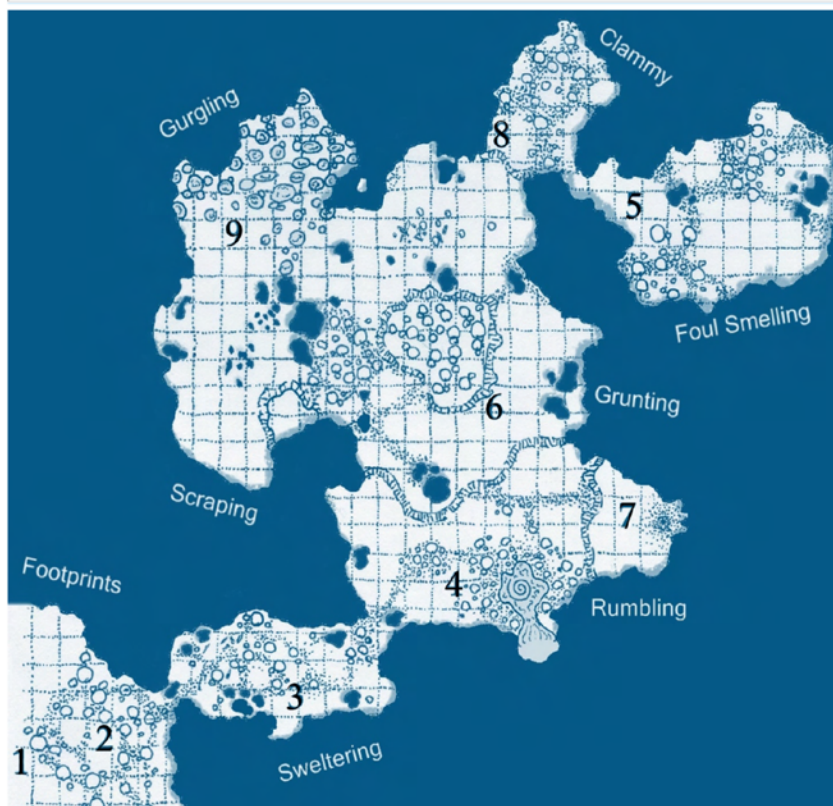 Clammy
Gurgling
8
5
9
Foul Smelling
6
Grunting
Scraping
7
Footprints
4
Rumbling
3
2
1
Sweltering